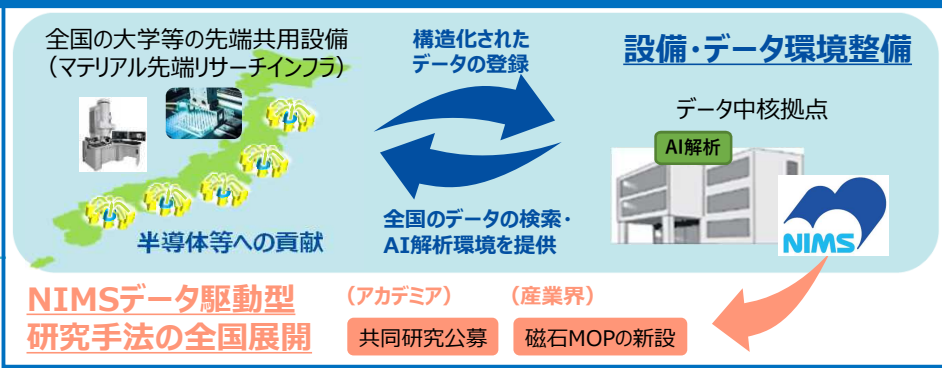 全国の大学等の先端共用設備
（マテリアル先端リサーチインフラ）
構造化された
データの登録
設備・データ環境整備
データ中核拠点
AI解析
全国のデータの検索・
AI解析環境を提供
半導体等への貢献
NIMS
NIMSデータ駆動型
研究手法の全国展開
（アカデミア）
（産業界）
共同研究公募
磁石MOPの新設